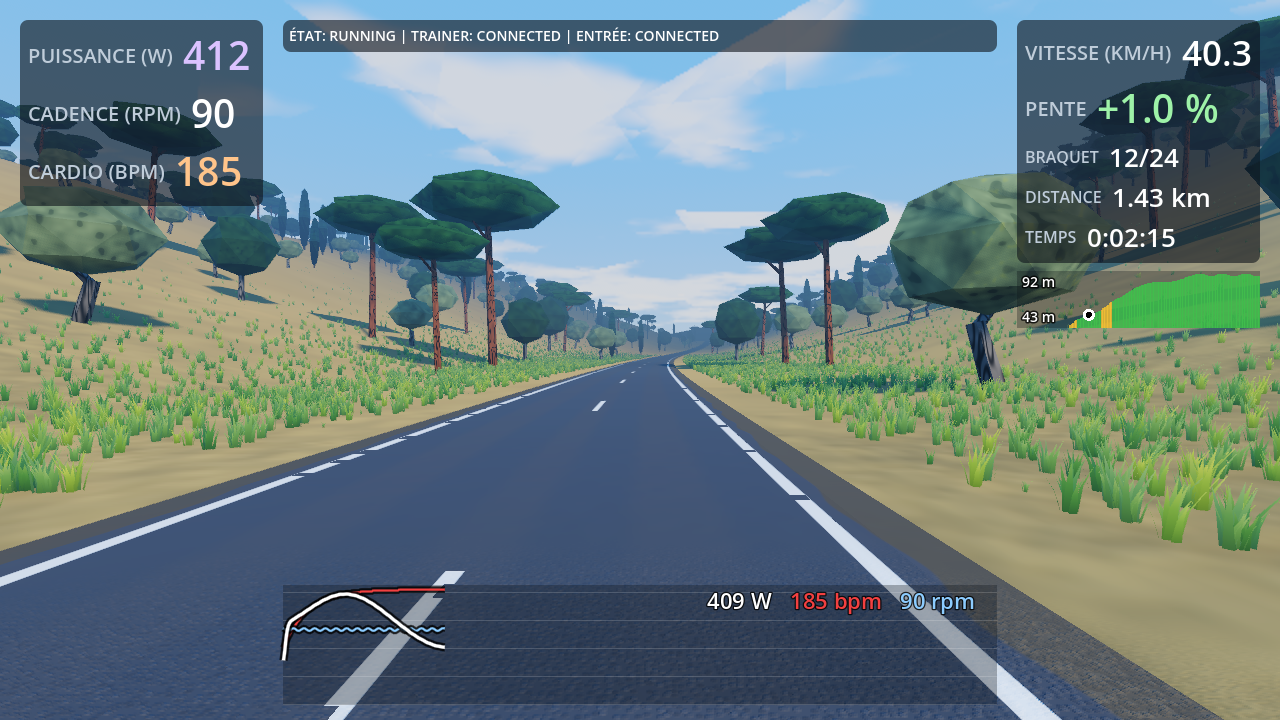 PUISSANCE (W) 412
CADENCE (RPM) 90
CARDIO (BPM) 185
ÉTAT: RUNNING | TRAINER: CONNECTED | ENTRÉE: CONNECTED
VITESSE (KM/H) 40.3
PENTE +1.0 %
BRAQUET 12/24
DISTANCE 1.43 km
TEMPS 0:02:15
92 m
43 m
409 W 185 bpm 90 rpm